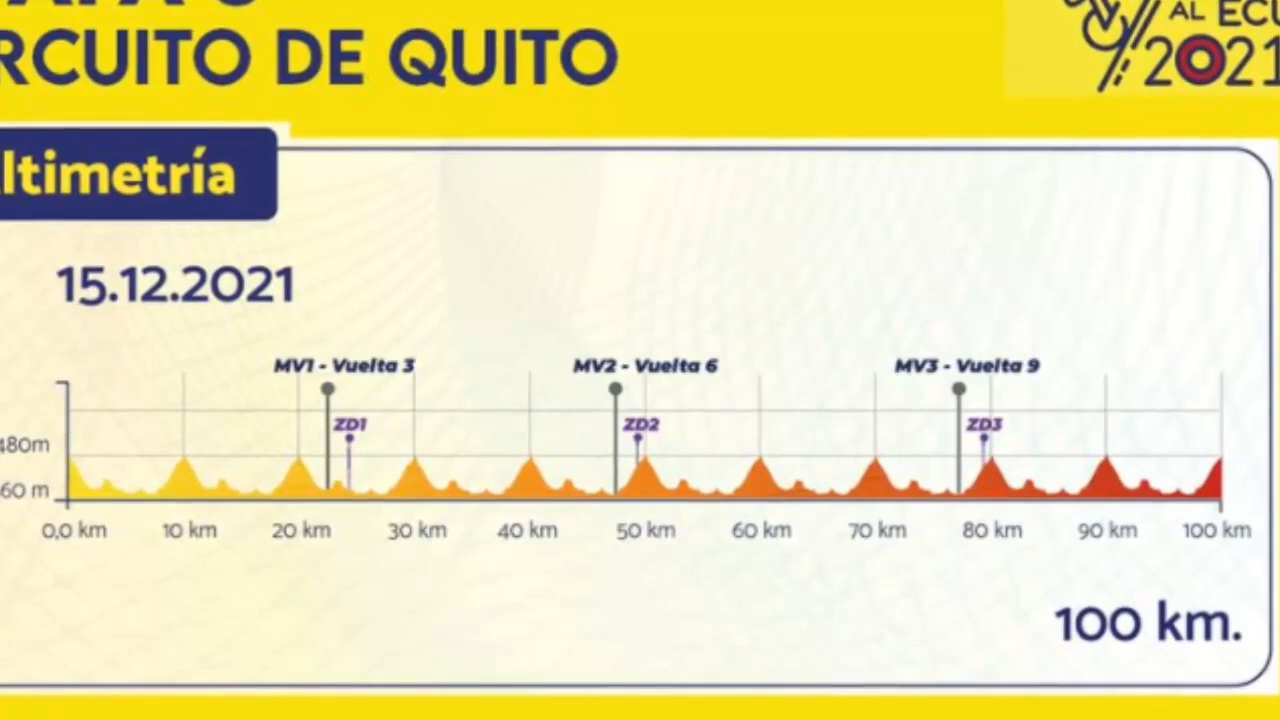 RCUITO DE QUITO
AL ECU
2021
ltimetría
15.12.2021
MV1 - Vuelta 3
MV2 - Vuelta 6
MV3 - Vuelta 9
ZD1
ZD2
ZD3
480m
60 m
0,0 km
10 km
20 km
30 km
40 km
50 km
60 km
70 km
80 km
90 km
100 km
100 km.